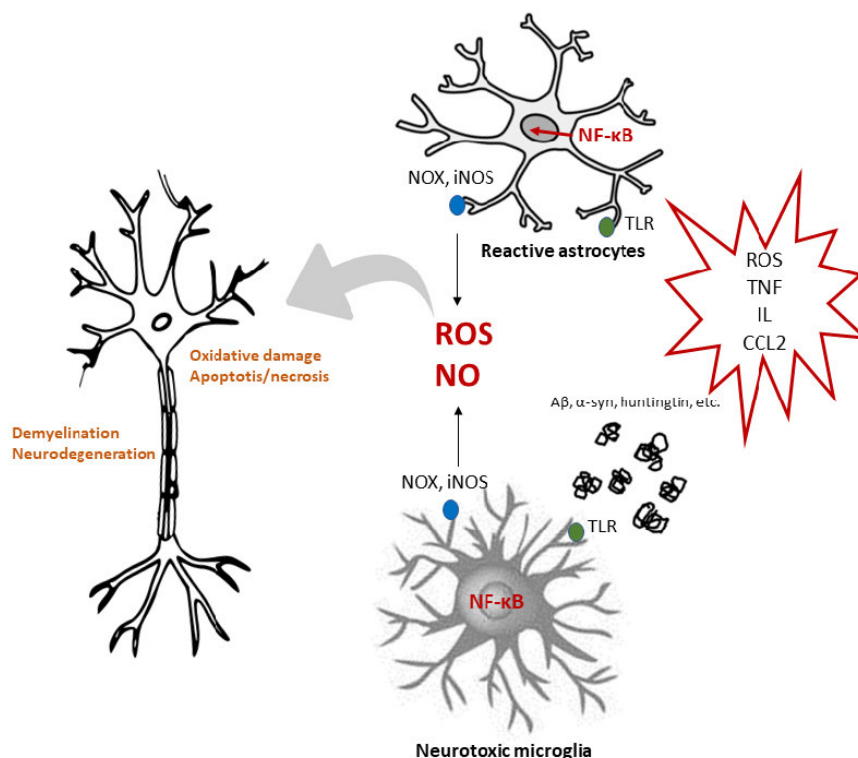 NF-κB
NOX, iNOS
TLR
Reactive astrocytes
ROS
TNF
IL
CCL2
ROS
NO
Oxidative damage
Apoptotis/necrosis
Aβ, α-syn, huntingtin, etc.
Demyelination
Neurodegeneration
NOX, iNOS
TLR
NF-κB
Neurotoxic microglia